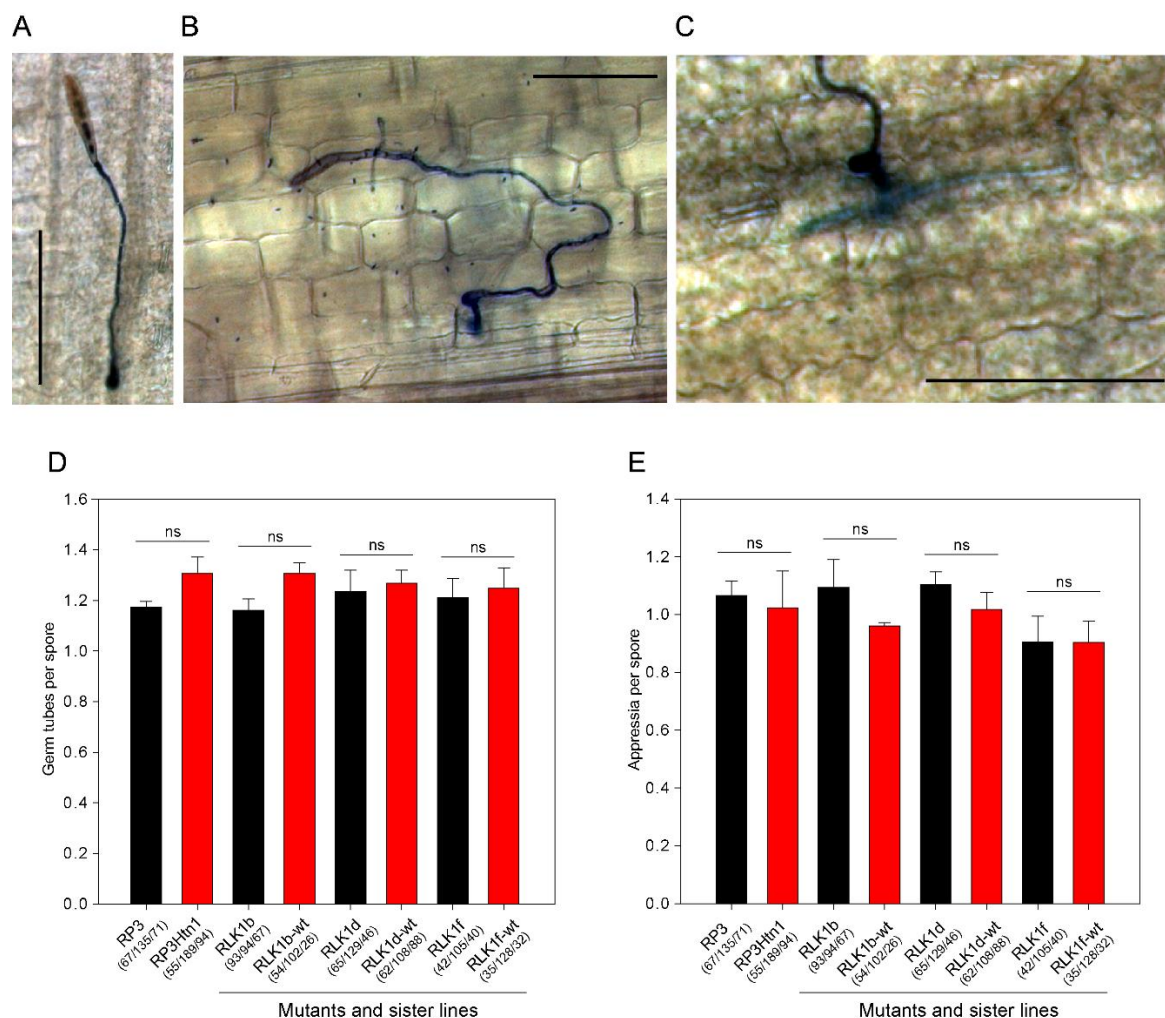 A
B
C
D
E
Germ tubes per spore
1.6
1.4
1.2
1.0
0.8
0.6
0.4
0.2
0.0
ns
ns
ns
ns
RP3
(67/135/71)
RP3Htn1
(55/189/94)
RLK1b
(93/94/67)
RLK1b-wt
(54/102/26)
RLK1d
(65/129/46)
RLK1d-wt
(62/108/88)
RLK1f
(42/105/40)
RLK1f-wt
(35/128/32)
Mutants and sister lines
Appressia per spore
1.4
1.2
1.0
0.8
0.6
0.4
0.2
0.0
ns
ns
ns
ns
RP3
(67/135/71)
RP3Htn1
(55/189/94)
RLK1b
(93/94/67)
RLK1b-wt
(54/102/26)
RLK1d
(65/129/46)
RLK1d-wt
(62/108/88)
RLK1f
(42/105/40)
RLK1f-wt
(35/128/32)
Mutants and sister lines